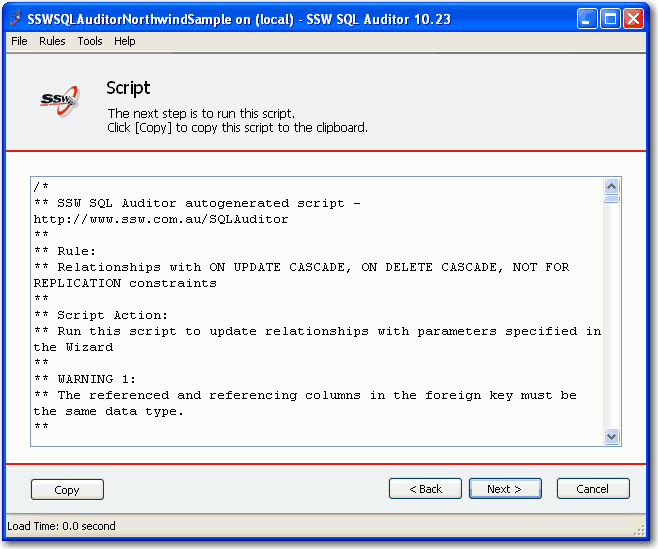 SSWSQLAuditorNorthwindSample on (local) - SSW SQL Auditor 10.23
File Rules Tools Help
SSW
Script
The next step is to run this script.
Click [Copy] to copy this script to the clipboard.
/*
** SSW SQL Auditor autogenerated script -
http://www.ssw.com.au/SQLAuditor
**
** Rule:
** Relationships with ON UPDATE CASCADE, ON DELETE CASCADE, NOT FOR
REPLICATION constraints
**
** Script Action:
** Run this script to update relationships with parameters specified in
the Wizard
**
** WARNING 1:
** The referenced and referencing columns in the foreign key must be
the same data type.
**
Copy < Back Next > Cancel
Load Time: 0.0 second